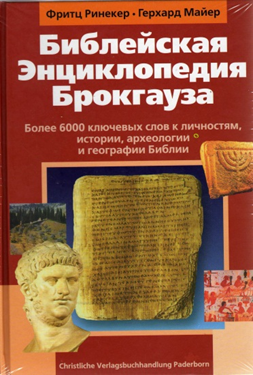 Фритц Ринекер • Герхард Майер
Библейская
Энциклопедия
Брокгауза
Более 6000 ключевых слов к личностям,
истории, археологии
и географии Библии
Christliche Verlagsbuchhandlung Paderborn